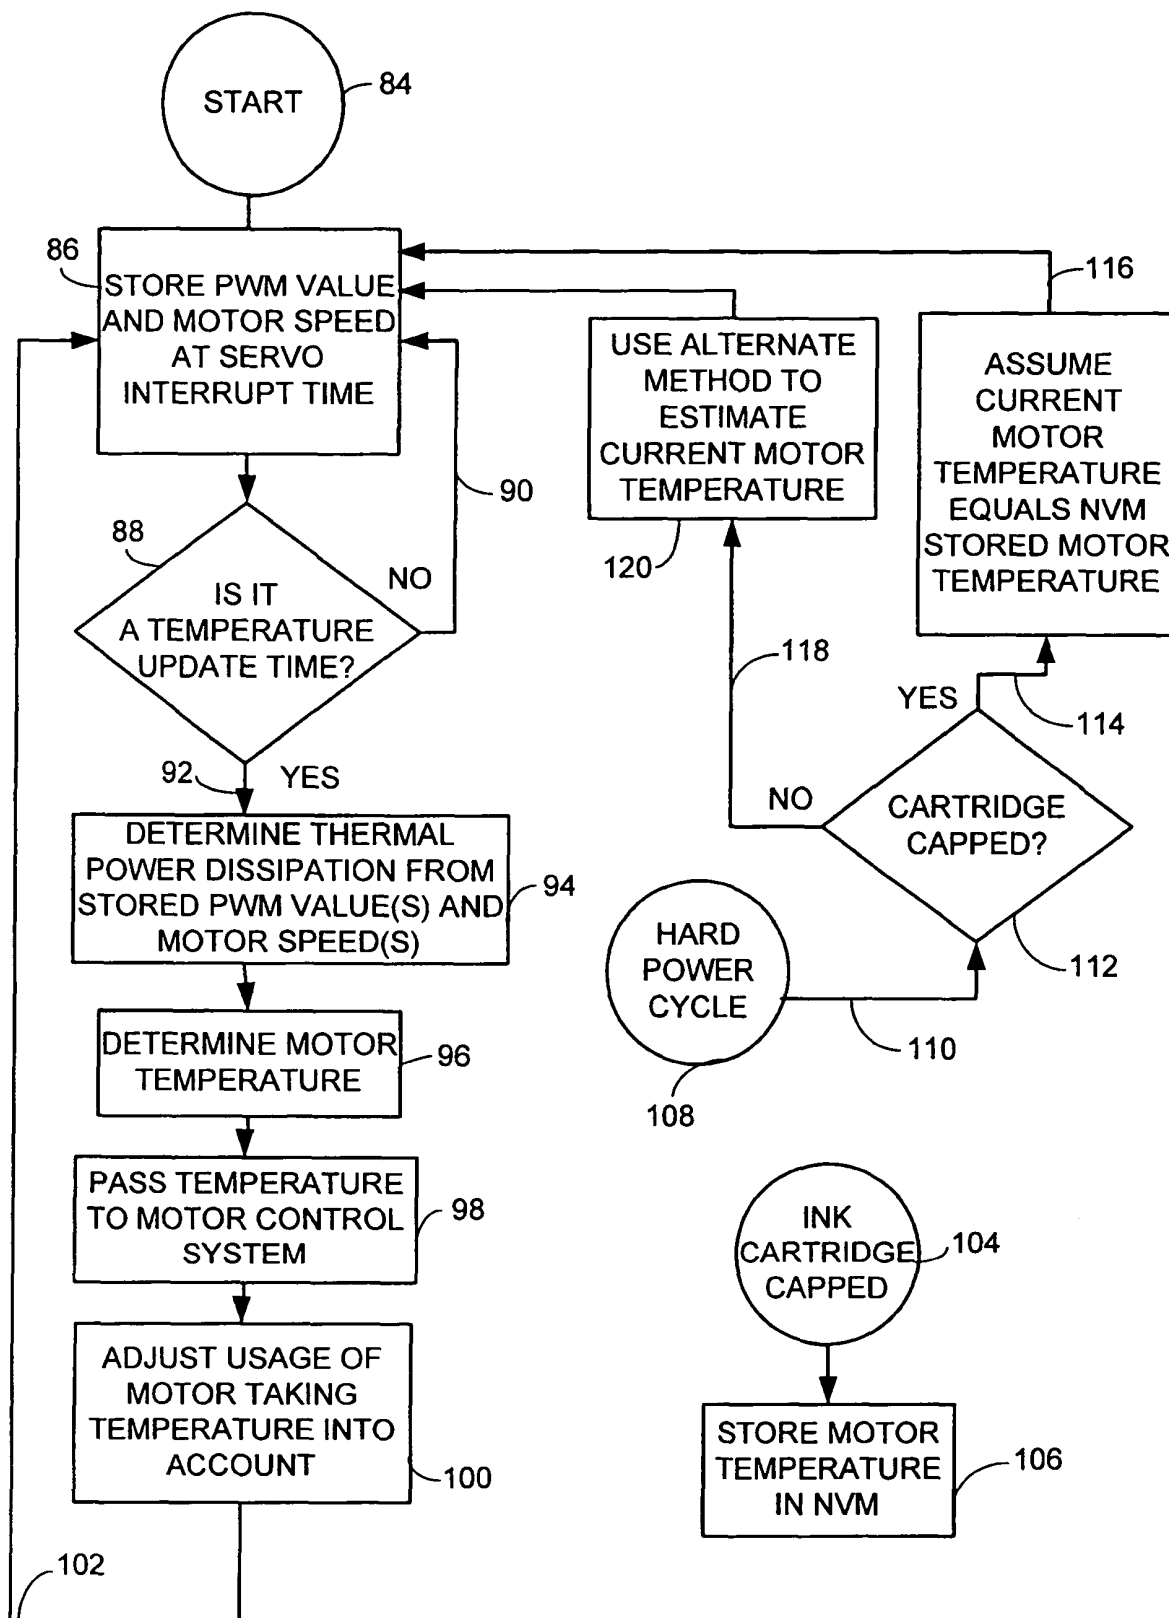 START
84
86
STORE PWM VALUE
AND MOTOR SPEED
AT SERVO
INTERRUPT TIME
90
88
IS IT
A TEMPERATURE
UPDATE TIME?
NO
92
YES
DETERMINE THERMAL
POWER DISSIPATION FROM
STORED PWM VALUE(S) AND
MOTOR SPEED(S)
94
DETERMINE MOTOR
TEMPERATURE
96
PASS TEMPERATURE
TO MOTOR CONTROL
SYSTEM
98
ADJUST USAGE OF
MOTOR TAKING
TEMPERATURE INTO
ACCOUNT
100
102
116
USE ALTERNATE
METHOD TO
ESTIMATE
CURRENT MOTOR
TEMPERATURE
120
ASSUME
CURRENT
MOTOR
TEMPERATURE
EQUALS NVM
STORED MOTOR
TEMPERATURE
118
YES
114
NO
CARTRIDGE
CAPPED?
112
HARD
POWER
CYCLE
110
108
INK
CARTRIDGE
CAPPED
104
STORE MOTOR
TEMPERATURE
IN NVM
106